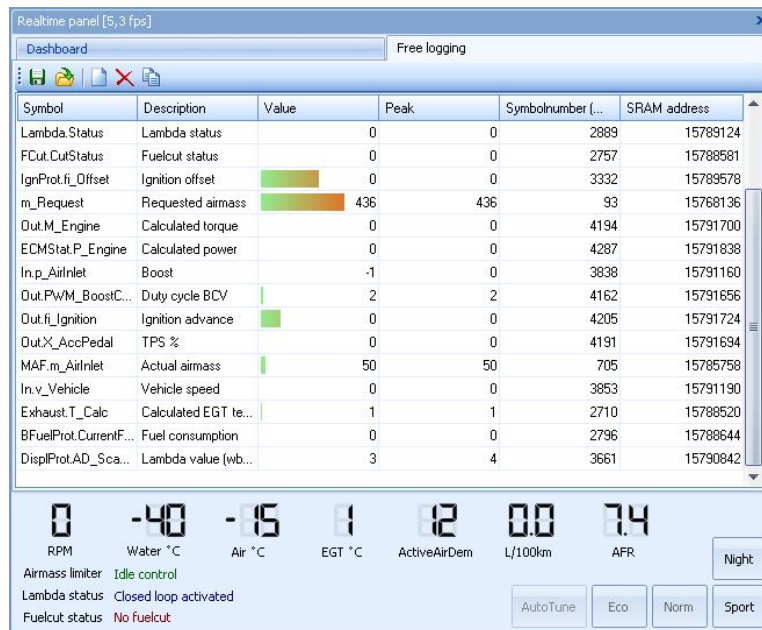 Realtime panel [5,3 fps]
Dashboard Free logging
Symbol Description Value Peak Symbolnumber (... SRAM address
Lambda.Status Lambda status 0 0 2889 15789124
FCut.CutStatus Fuelcut status 0 0 2757 15788581
IgnProt.fi_Offset Ignition offset 0 0 3332 15789578
m_Request Requested airmass 436 436 93 15768136
Out.M_Engine Calculated torque 0 0 4194 15791700
ECMStat.P_Engine Calculated power 0 0 4287 15791838
In.p_AirInlet Boost -1 0 3838 15791160
Out.PWM_BoostC... Duty cycle BCV 2 2 4162 15791656
Out.fi_Ignition Ignition advance 0 0 4205 15791724
Out.X_AccPedal TPS % 0 0 4191 15791694
MAF.m_AirInlet Actual airmass 50 50 705 15785758
In.v_Vehicle Vehicle speed 0 0 3853 15791190
Exhaust.T_Calc Calculated EGT te... 1 1 2710 15788520
BFuelProt.CurrentF... Fuel consumption 0 0 2796 15788644
DisplProt.AD_Sca... Lambda value (wb... 3 4 3661 15790842
0 -40 -15 1 12 0.0 7.4
RPM Water °C Air °C EGT °C ActiveAirDem L/100km AFR
Night
Airmass limiter Idle control
Lambda status Closed loop activated
Fuelcut status No fuelcut
AutoTune Eco Norm Sport